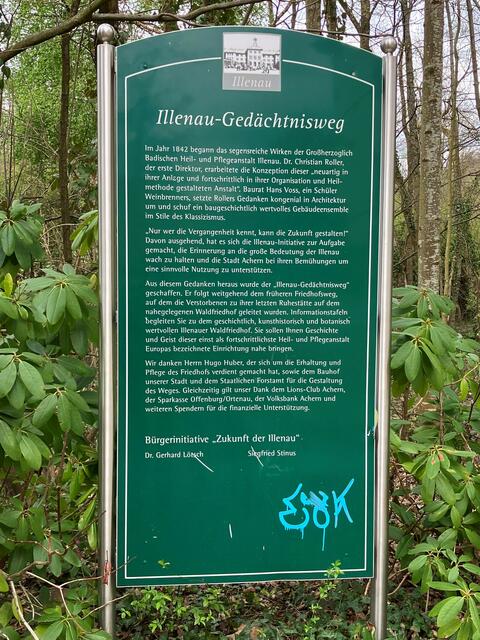 Illenau
Illenau-Gedächtnisweg
Im Jahr 1842 begann das segensreiche Wirken der Großherzoglich
Badischen Heil- und Pflegeanstalt Illenau. Dr. Christian Roller,
der erste Direktor, erarbeitete die Konzeption dieser „neuartig in
ihrer Anlage und fortschrittlich in ihrer Organisation und Heil-
methode gestalteten Anstalt“, Baurat Hans Voss, ein Schüler
Weinbrenners, setzte Rollers Gedanken kongenial in Architektur
um und schuf ein baugeschichtlich wertvolles Gebäudeensemble
im Stile des Klassizismus.
„Nur wer die Vergangenheit kennt, kann die Zukunft gestalten!“
Davon ausgehend, hat es sich die Illenau-Initiative zur Aufgabe
gemacht, die Erinnerung an die große Bedeutung der Illenau
wach zu halten und die Stadt Achern bei ihren Bemühungen um
eine sinnvolle Nutzung zu unterstützen.
Aus diesem Gedanken heraus wurde der „Illenau-Gedächtnisweg“
geschaffen. Er folgt weitgehend dem früheren Friedhofsweg,
auf dem die Verstorbenen zu ihrer letzten Ruhestätte auf dem
nahegelegenen Waldfriedhof geleitet wurden. Informationstafeln
begleiten Sie zu dem geschichtlich, kunsthistorisch und botanisch
wertvollen Illenauer Waldfriedhof. Sie sollen Ihnen Geschichte
und Geist dieser einst als fortschrittlichste Heil- und Pflegeanstalt
Europas bezeichnete Einrichtung nahe bringen.
Wir danken Herrn Hugo Huber, der sich um die Erhaltung und
Pflege des Friedhofs verdient gemacht hat, sowie dem Bauhof
unserer Stadt und dem Staatlichen Forstamt für die Gestaltung
des Weges. Gleichzeitig gilt unser Dank dem Lions-Club Achern,
der Sparkasse Offenburg/Ortenau, der Volksbank Achern und
weiteren Spendern für die finanzielle Unterstützung.
Bürgerinitiative „Zukunft der Illenau“
Dr. Gerhard Lötsch Siegfried Stinus